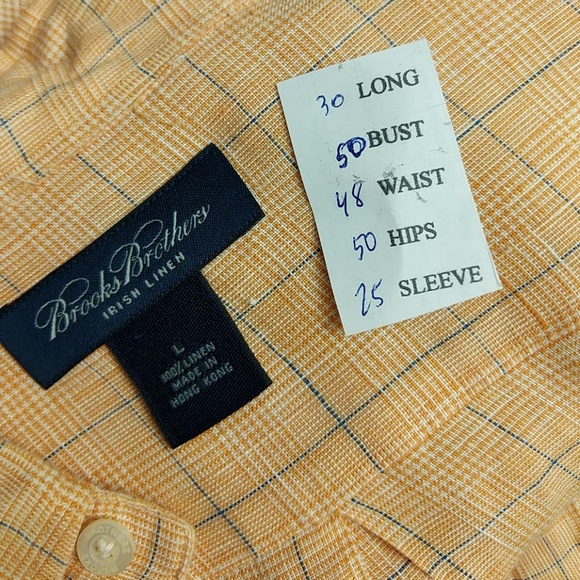 30 LONG
50 BUST
48 WAIST
50 HIPS
25 SLEEVE
Brooks Brothers
IRISH LINEN
L
100% LINEN
MADE IN
HONG KONG